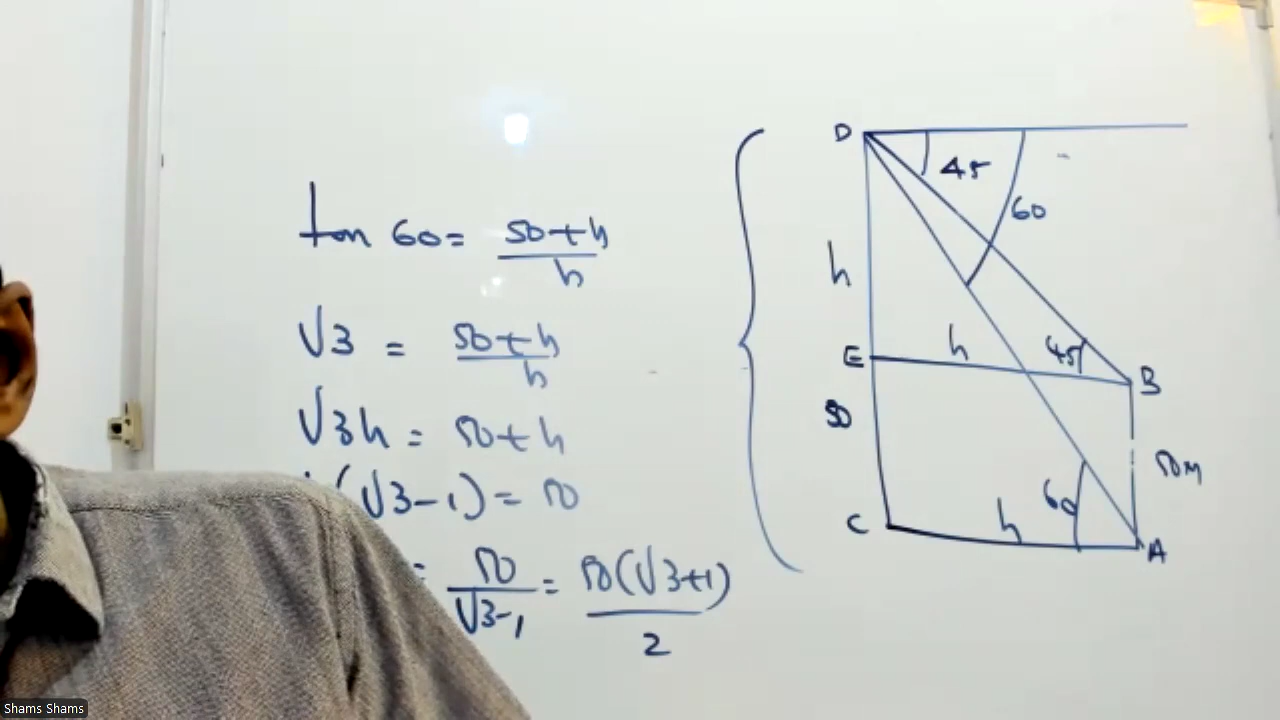 tan 60 = 50+h / h
√3 = 50+h / h
√3h = 50+h
(√3-1) = 50
= 50 / √3-1 = 50(√3+1) / 2
D
45
60
h
E
h
45
B
50
50m
C
h
60
A
Shams Shams